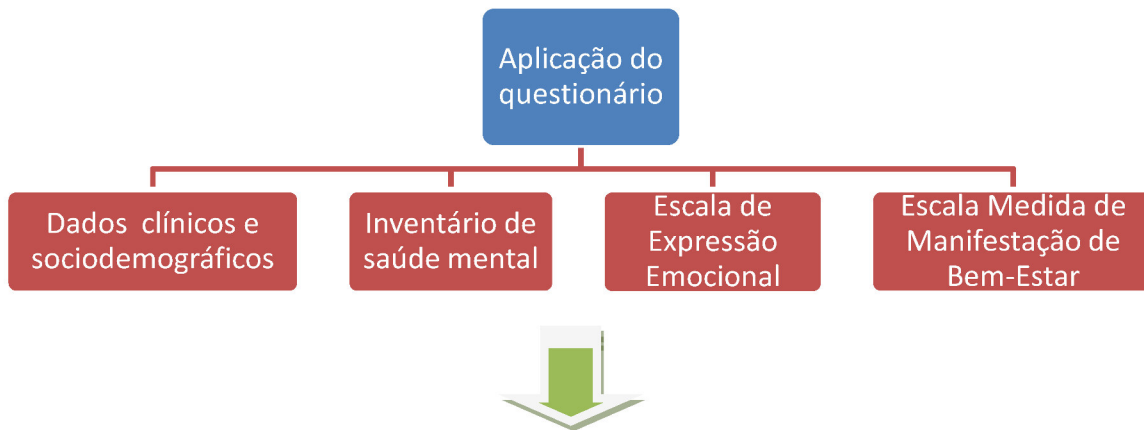 Aplicação do
questionário
Dados clínicos e
sociodemográficos
Inventário de
saúde mental
Escala de
Expressão
Emocional
Escala Medida de
Manifestação de
Bem-Estar